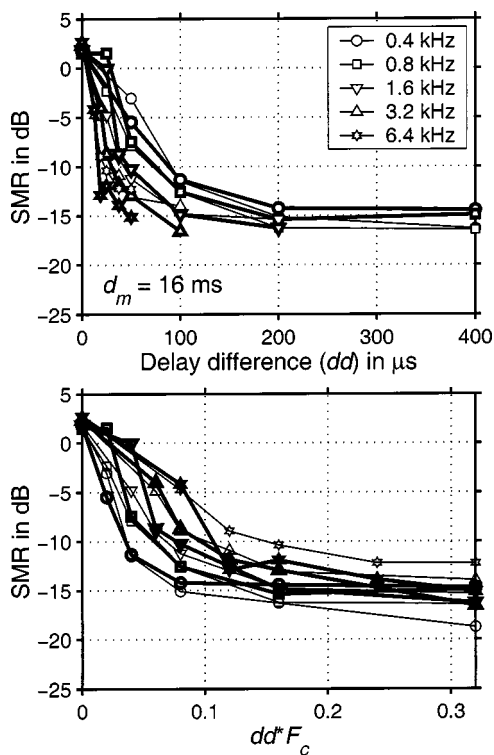 5
0
−5
−10
−15
−20
−25
SMR in dB
0.4 kHz
0.8 kHz
1.6 kHz
3.2 kHz
6.4 kHz
d_m = 16 ms
0 100 200 300 400
Delay difference (dd) in μs
5
0
−5
−10
−15
−20
−25
SMR in dB
0 0.1 0.2 0.3
dd*F_c